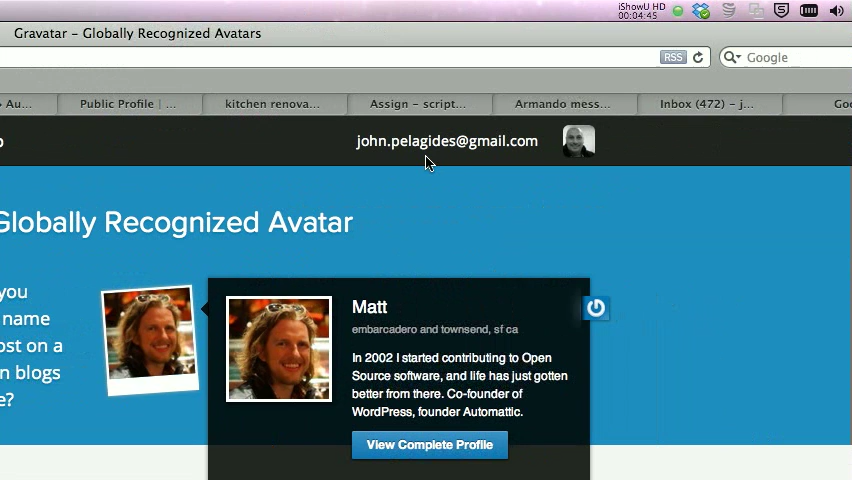 iShowU HD
00:04:45
Gravatar - Globally Recognized Avatars
RSS
Google
Au...
Public Profile | ...
kitchen renova...
Assign - script...
Armando mess...
Inbox (472) - j...
Goo
john.pelagides@gmail.com
Globally Recognized Avatar
you
name
ost on a
n blogs
e?
Matt
embarcadero and townsend, sf ca
In 2002 I started contributing to Open
Source software, and life has just gotten
better from there. Co-founder of
WordPress, founder Automattic.
View Complete Profile